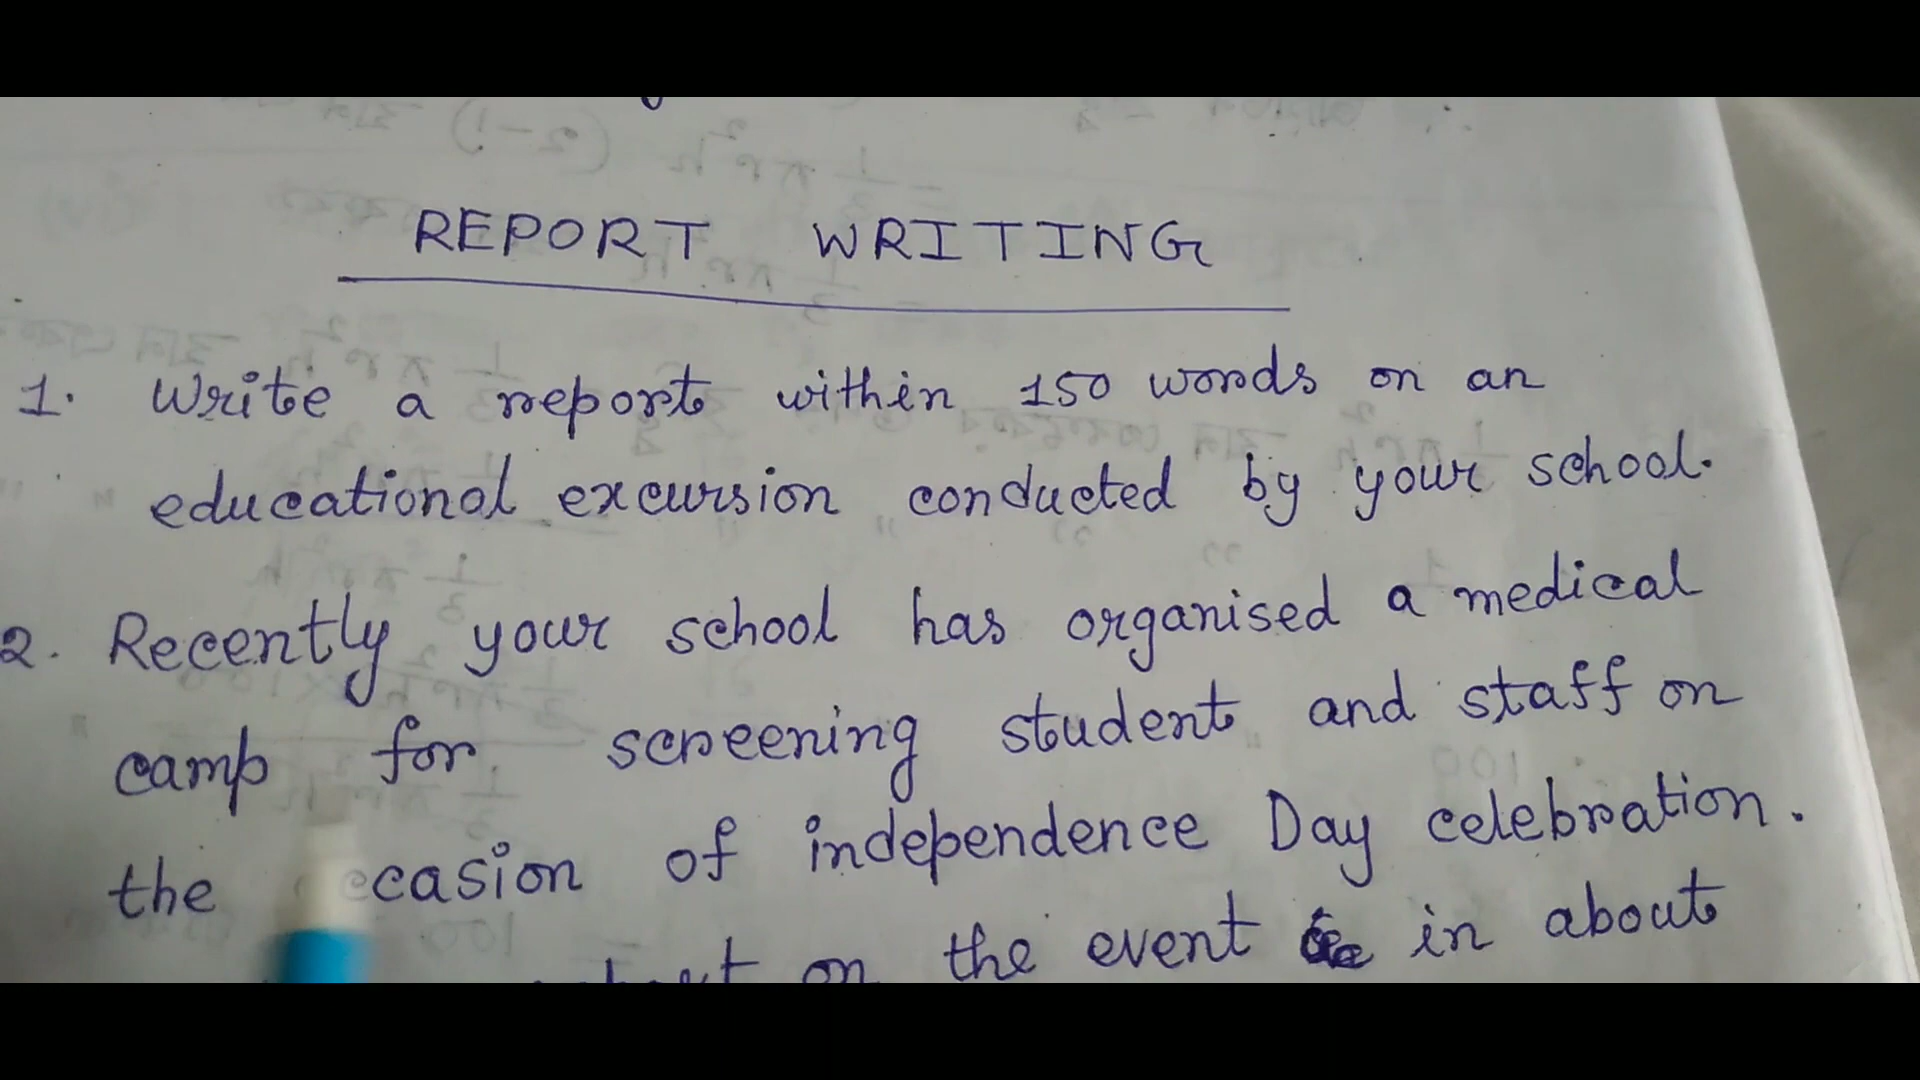 REPORT WRITING
1. Write a report within 150 words on an
educational excursion conducted by your school.
2. Recently your school has organised a medical
camp for screening student and staff on
the occasion of independence Day celebration.
on the event in about